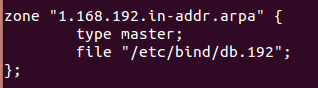 zone "1.168.192.in-addr.arpa" {
        type master;
        file "/etc/bind/db.192";
};